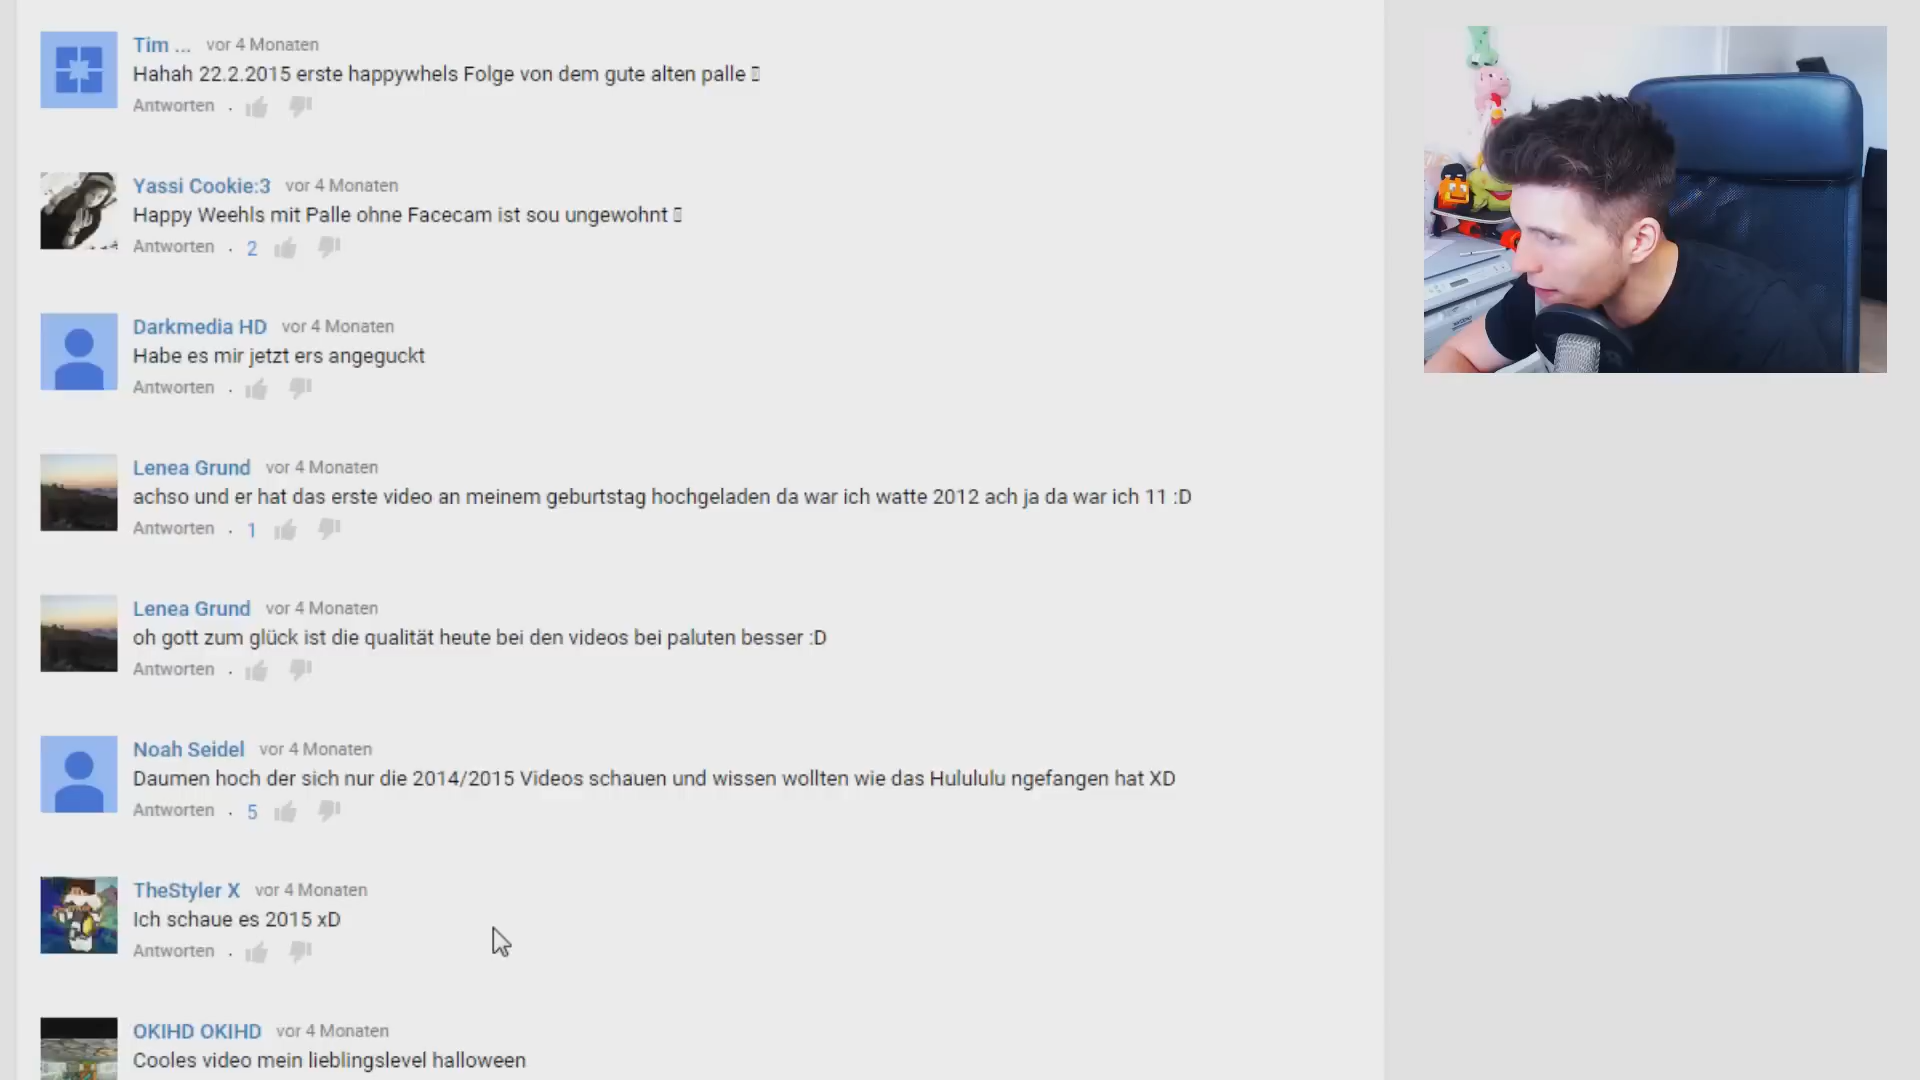 Tim ... vor 4 Monaten
Hahah 22.2.2015 erste happywhels Folge von dem gute alten palle
Antworten .
Yassi Cookie:3 vor 4 Monaten
Happy Weehls mit Palle ohne Facecam ist sou ungewohnt
Antworten . 2
Darkmedia HD vor 4 Monaten
Habe es mir jetzt ers angeguckt
Antworten .
Lenea Grund vor 4 Monaten
achso und er hat das erste video an meinem geburtstag hochgeladen da war ich watte 2012 ach ja da war ich 11 :D
Antworten . 1
Lenea Grund vor 4 Monaten
oh gott zum glück ist die qualität heute bei den videos bei paluten besser :D
Antworten .
Noah Seidel vor 4 Monaten
Daumen hoch der sich nur die 2014/2015 Videos schauen und wissen wollten wie das Hulululu ngefangen hat XD
Antworten . 5
TheStyler X vor 4 Monaten
Ich schaue es 2015 xD
Antworten .
OKIHD OKIHD vor 4 Monaten
Cooles video mein lieblingslevel halloween